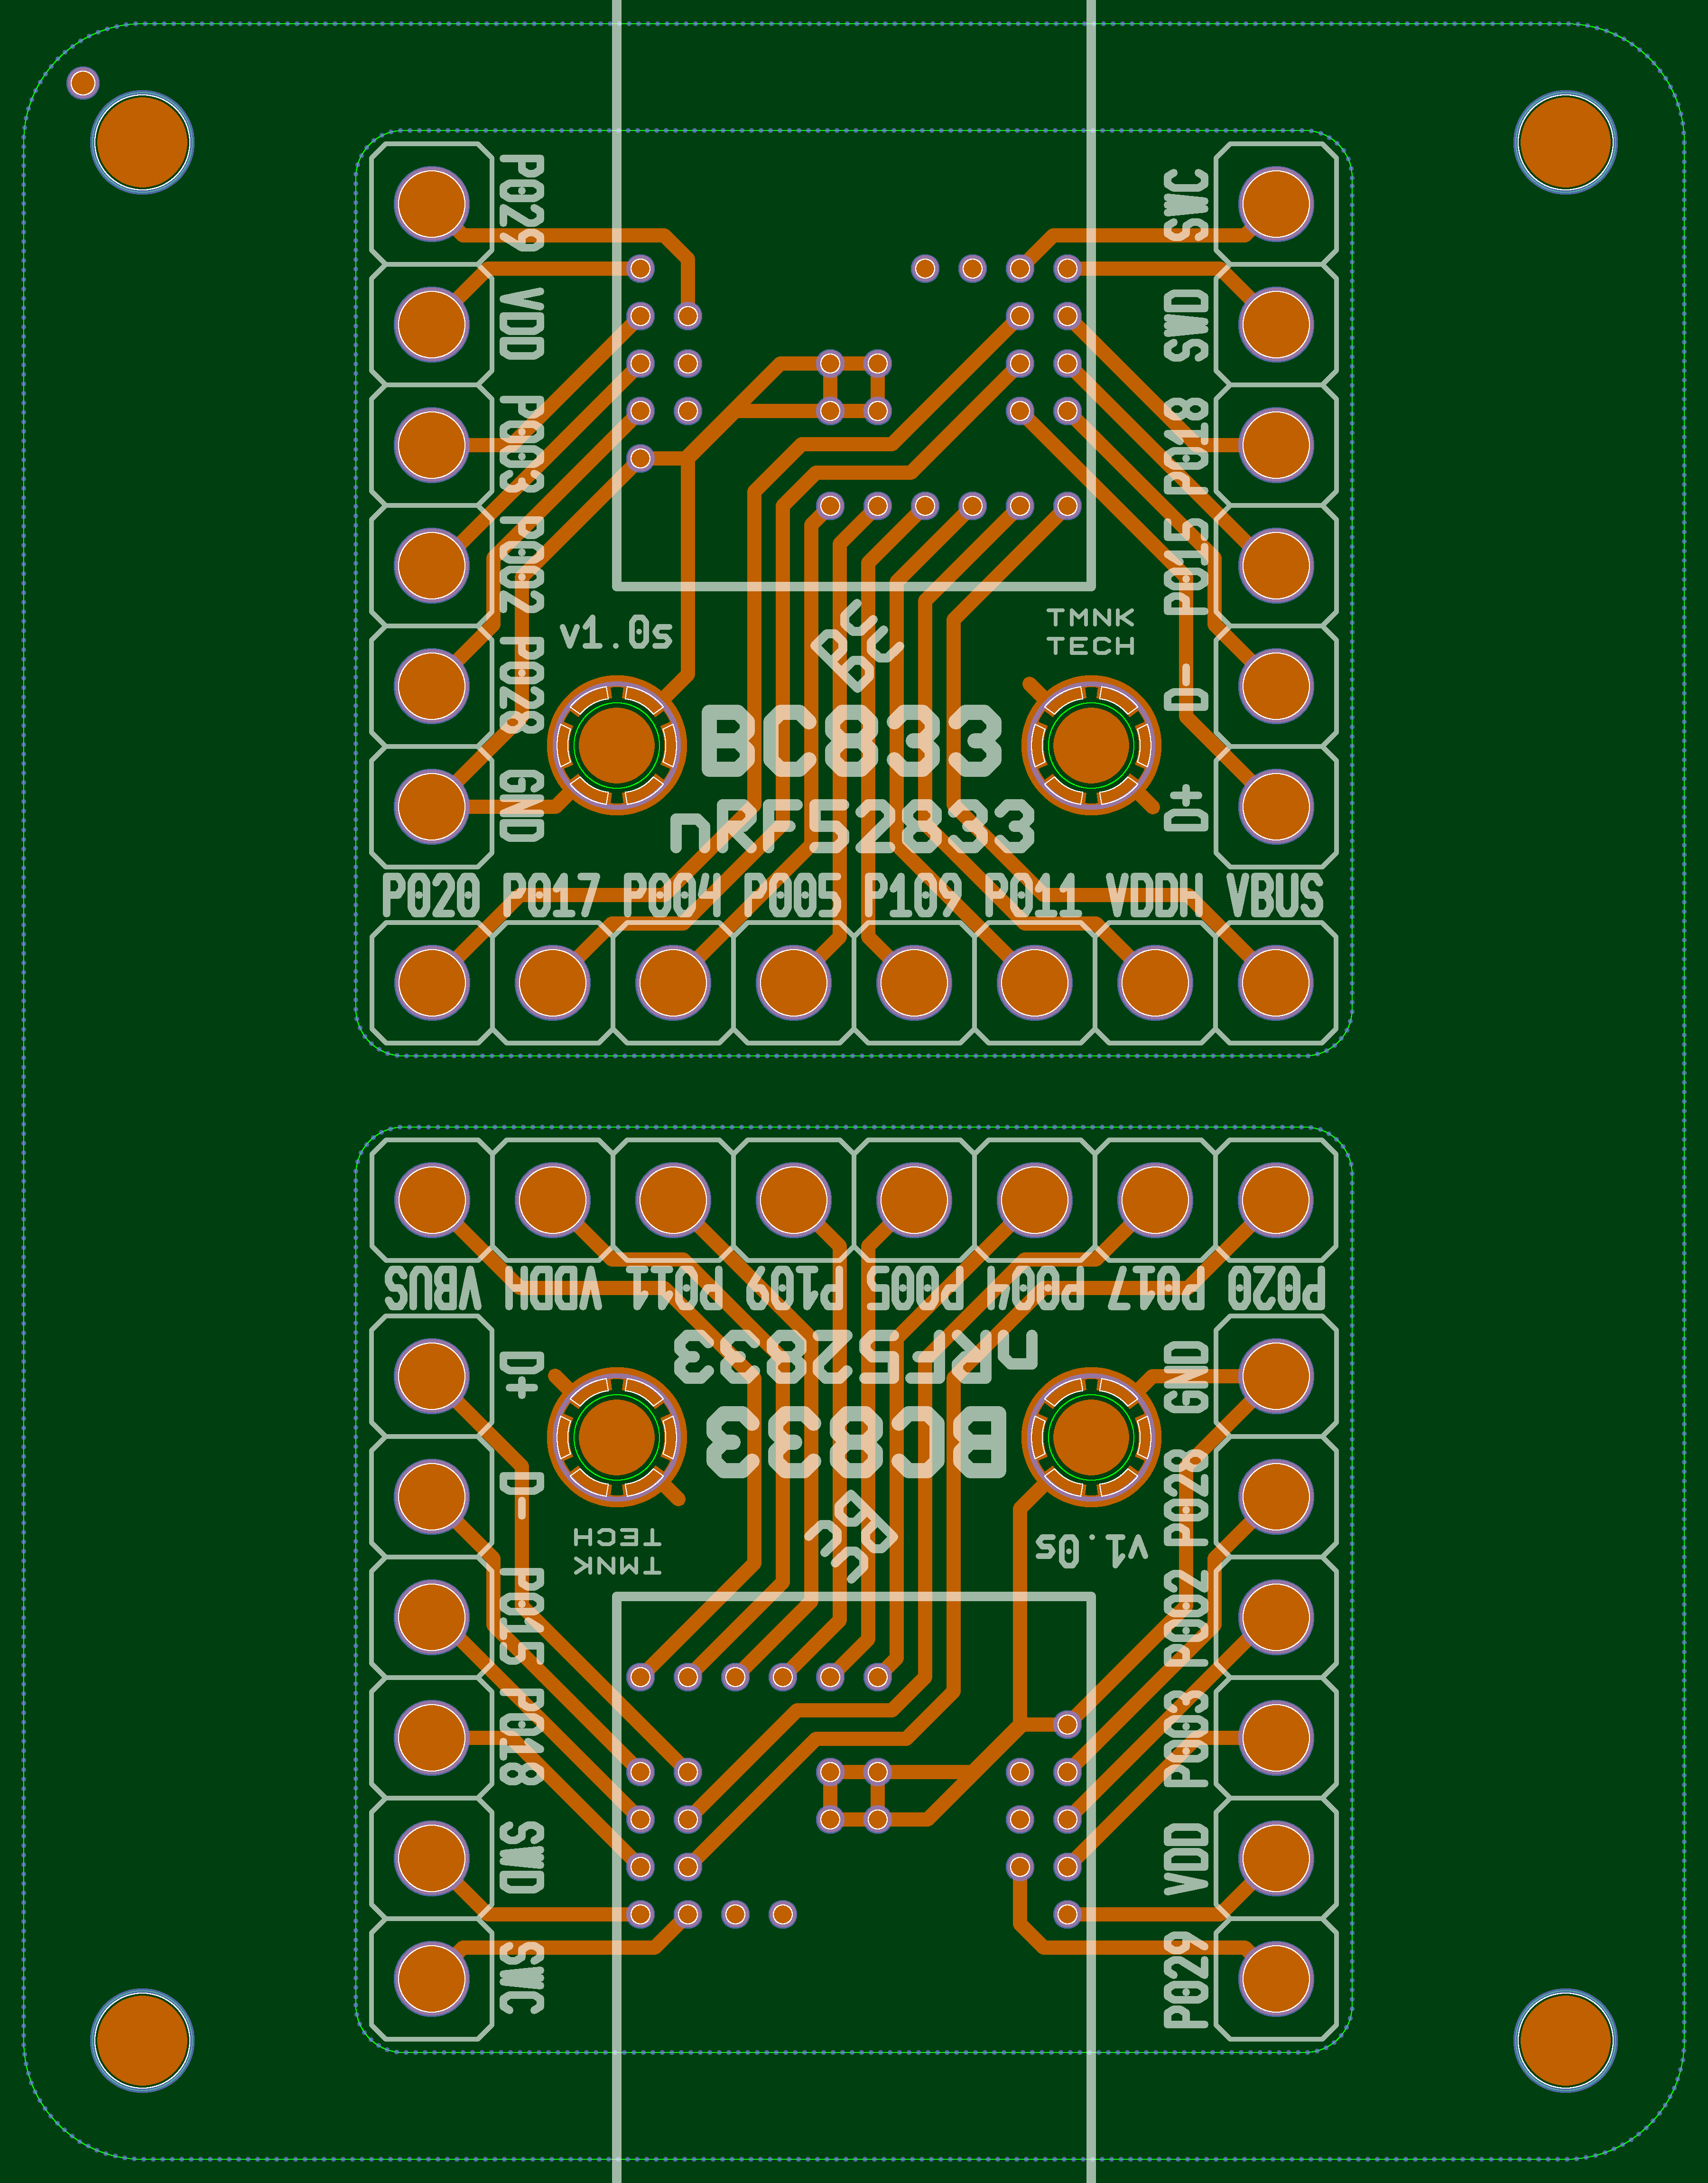 P029
VDD
P003
P002
P028
GND
SWC
SWD
P018
P015
D-
D+
v1.0s
TMNK
TECH
BC833
nRF52833
P020 P017 P004 P005 P109 P011 VDDH VBUS
VBUS VDDH P011 P109 P005 P004 P017 P020
nRF52833
BC833
TMNK
TECH
v1.0s
D+
D-
P015
P018
SWD
SWC
GND
P028
P002
P003
VDD
P029